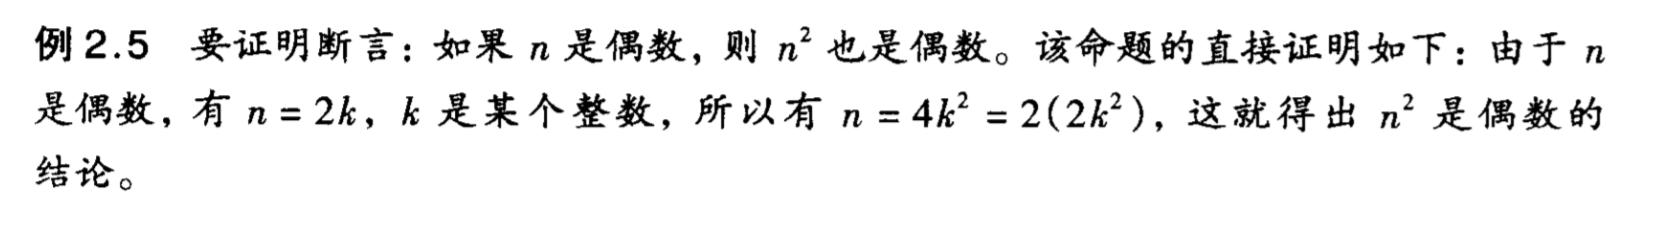 例 2.5 要证明断言：如果 n 是偶数，则 n² 也是偶数。该命题的直接证明如下：由于 n
是偶数，有 n = 2k，k 是某个整数，所以有 n = 4k² = 2(2k²)，这就得出 n² 是偶数的
结论。